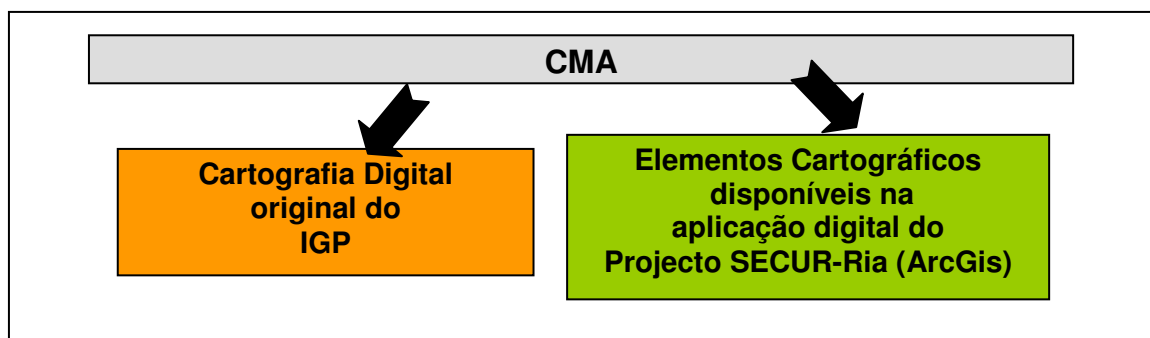 CMA
Cartografia Digital
original do
IGP
Elementos Cartográficos
disponíveis na
aplicação digital do
Projecto SECUR-Ria (ArcGis)